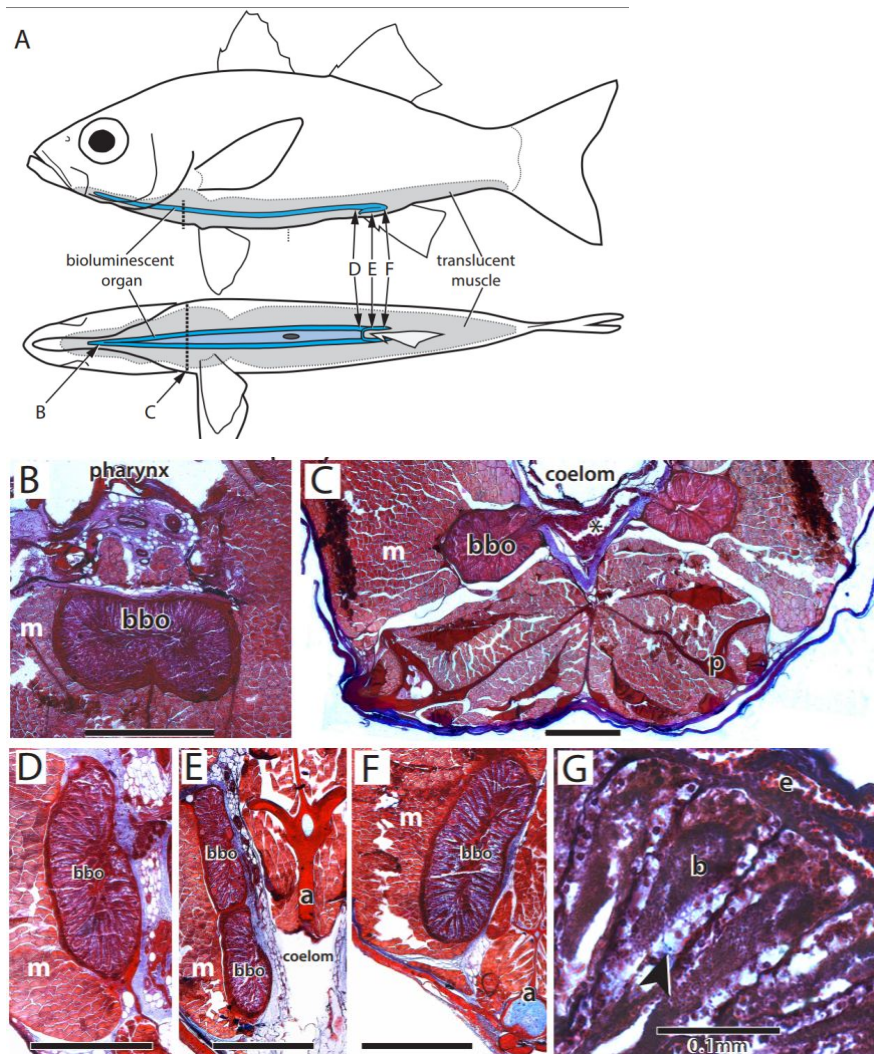 A
bioluminescent
organ
D E F
translucent
muscle
B
C
B
pharynx
m
bbo
C
coelom
m
bbo
*
p
D
bbo
m
E
bbo
a
coelom
m
bbo
F
m
bbo
a
G
e
b
0.1mm